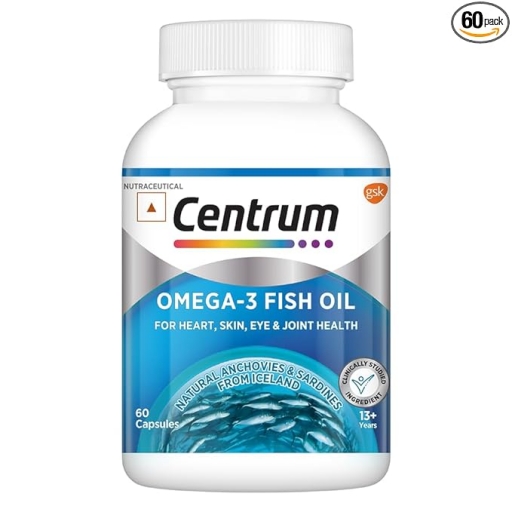 60
pack
NUTRACEUTICAL
gsk
Centrum
OMEGA-3 FISH OIL
FOR HEART, SKIN, EYE & JOINT HEALTH
NATURAL ANCHOVIES & SARDINES
FROM ICELAND
CLINICALLY STUDIED
INGREDIENT
60
Capsules
13+
Years